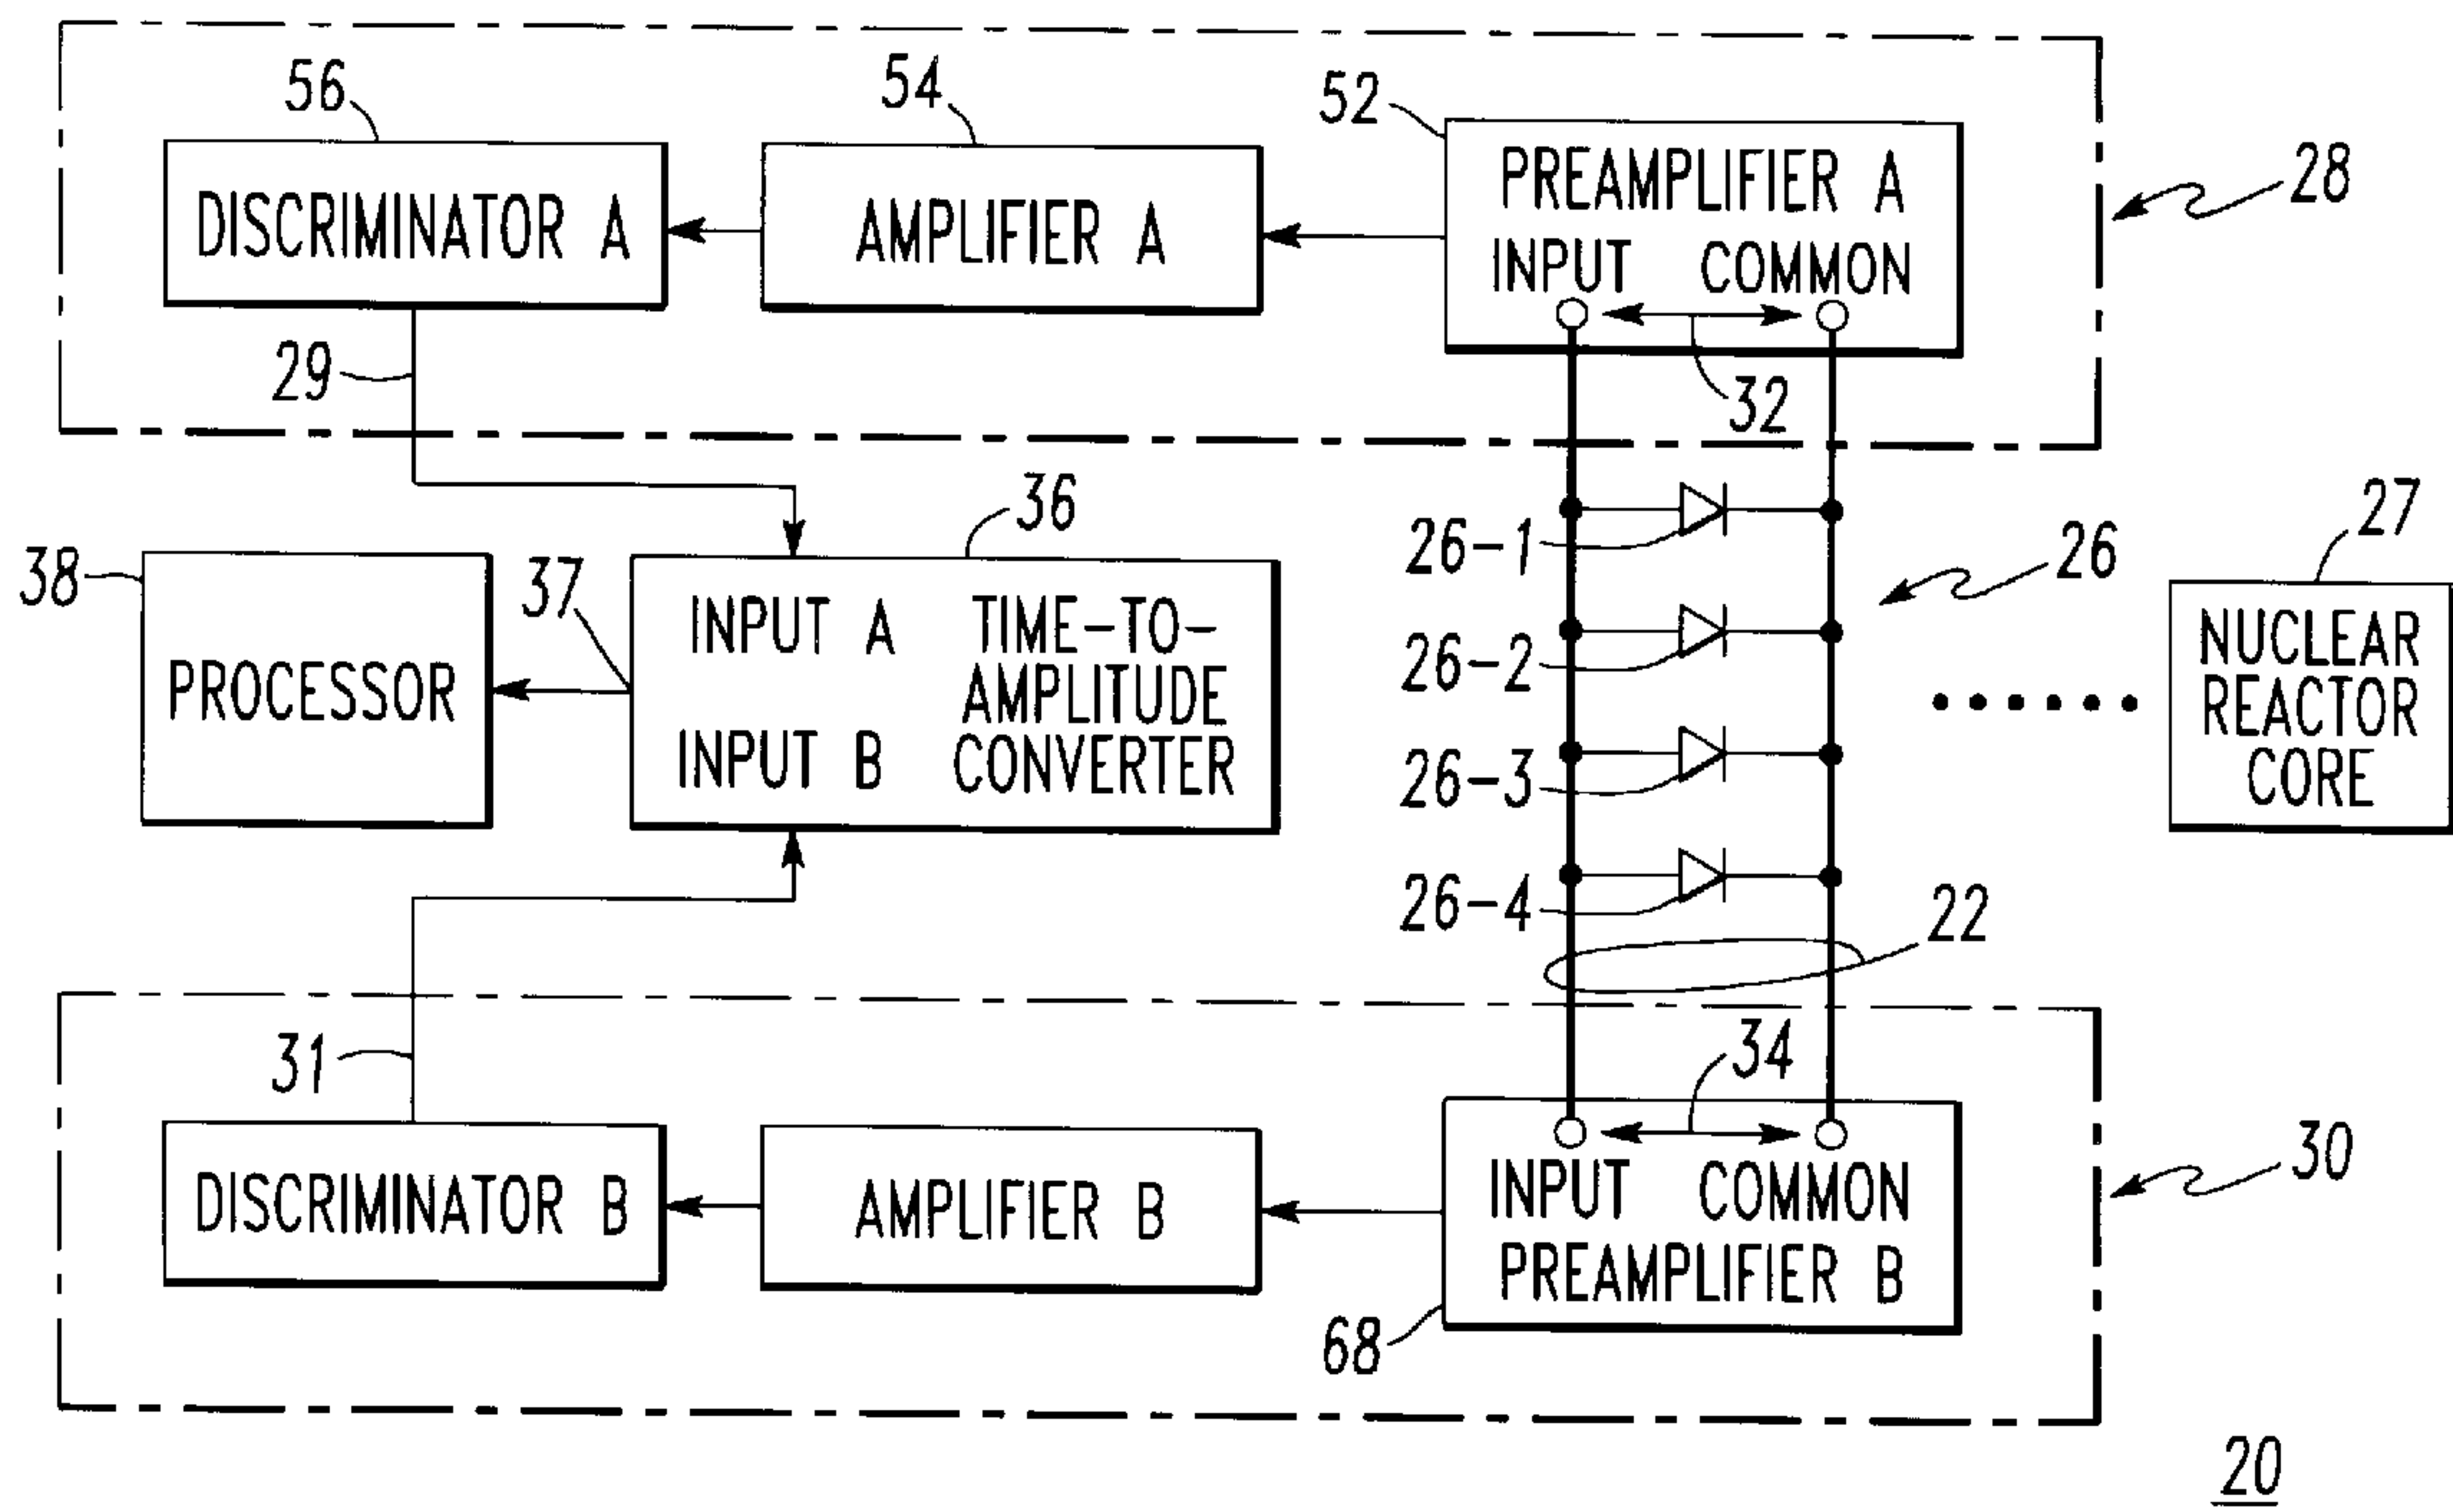 56
54
52
DISCRIMINATOR A
AMPLIFIER A
PREAMPLIFIER A
INPUT COMMON
28
29
32
36
27
38
37
26-1
26
INPUT A TIME-TO-
AMPLITUDE
INPUT B CONVERTER
PROCESSOR
26-2
NUCLEAR
REACTOR
CORE
26-3
26-4
22
31
34
30
DISCRIMINATOR B
AMPLIFIER B
INPUT COMMON
PREAMPLIFIER B
68
20